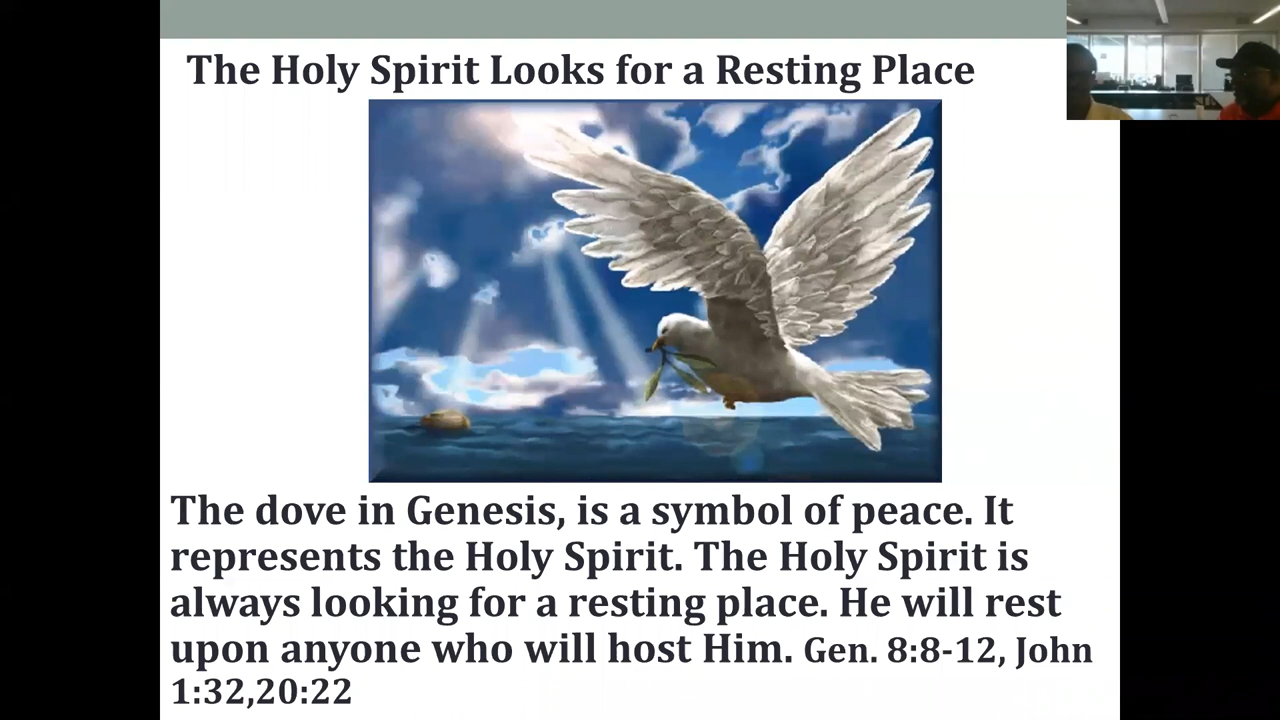 The Holy Spirit Looks for a Resting Place
The dove in Genesis, is a symbol of peace. It
represents the Holy Spirit. The Holy Spirit is
always looking for a resting place. He will rest
upon anyone who will host Him. Gen. 8:8-12, John
1:32,20:22